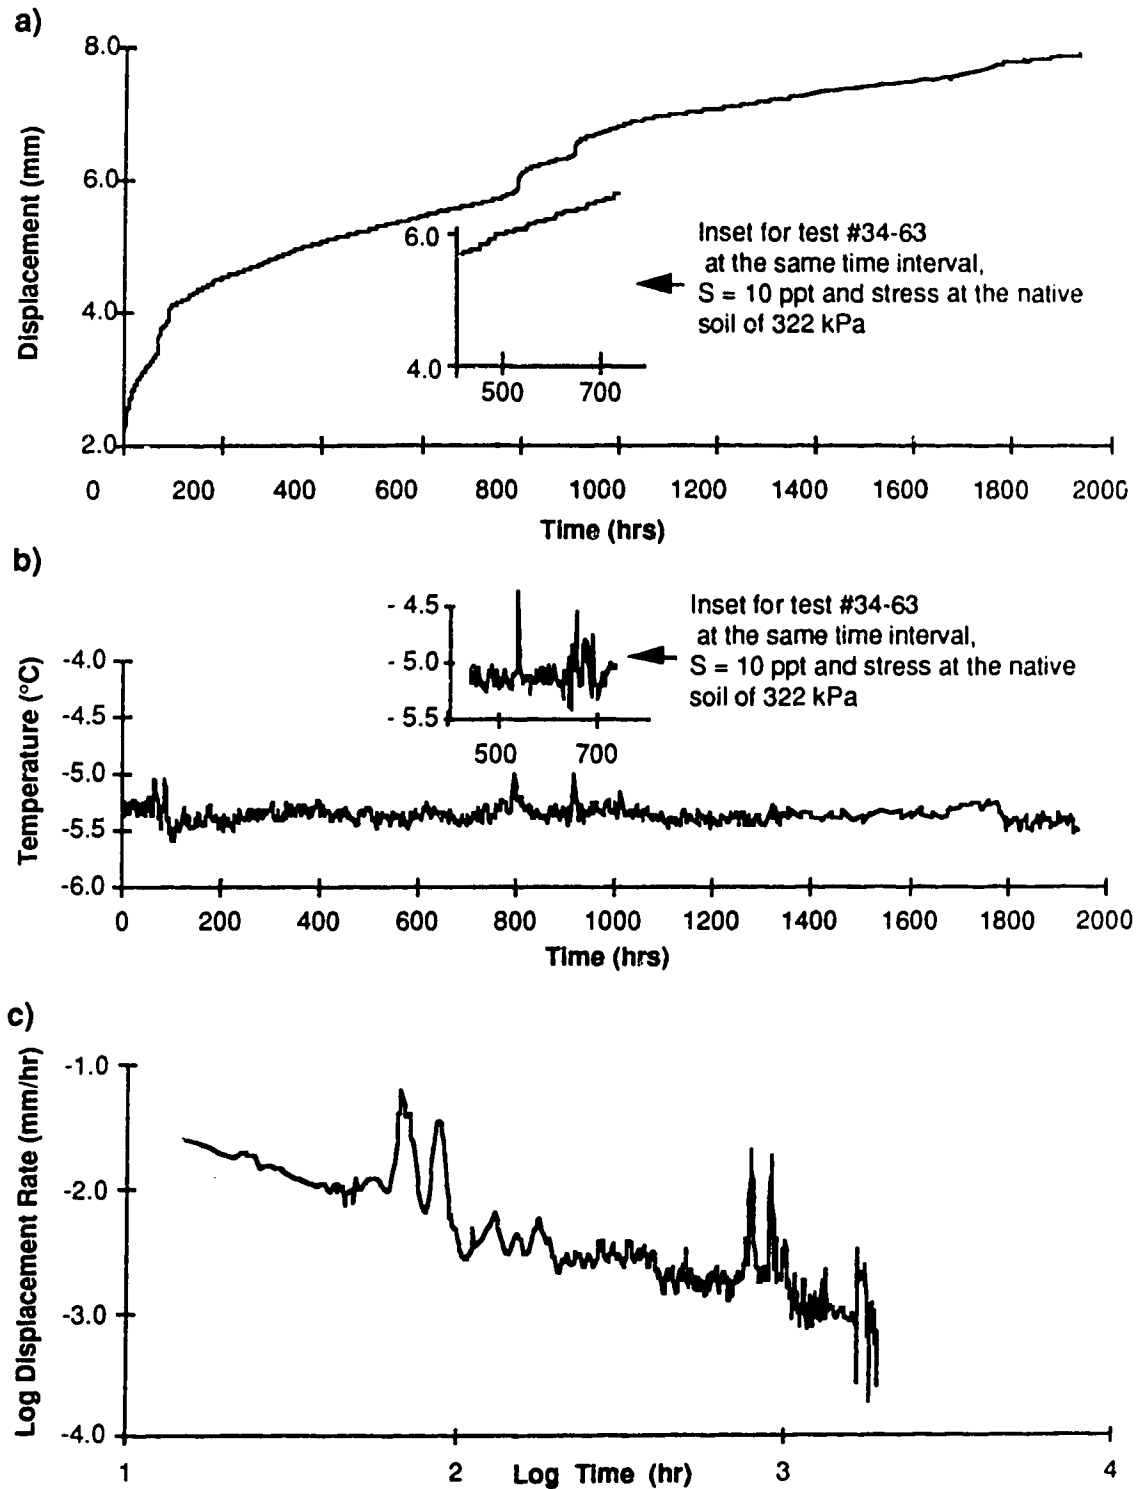 a)
8.0
6.0
4.0
2.0
Displacement (mm)
6.0
4.0
500 700
Inset for test #34-63
at the same time interval,
S = 10 ppt and stress at the native
soil of 322 kPa
0 200 400 600 800 1000 1200 1400 1600 1800 2000
Time (hrs)
b)
-4.0
-4.5
-5.0
-5.5
-6.0
Temperature (°C)
- 4.5
- 5.0
- 5.5
500 700
Inset for test #34-63
at the same time interval,
S = 10 ppt and stress at the native
soil of 322 kPa
0 200 400 600 800 1000 1200 1400 1600 1800 2000
Time (hrs)
c)
-1.0
-2.0
-3.0
-4.0
Log Displacement Rate (mm/hr)
1 2 3 4
Log Time (hr)